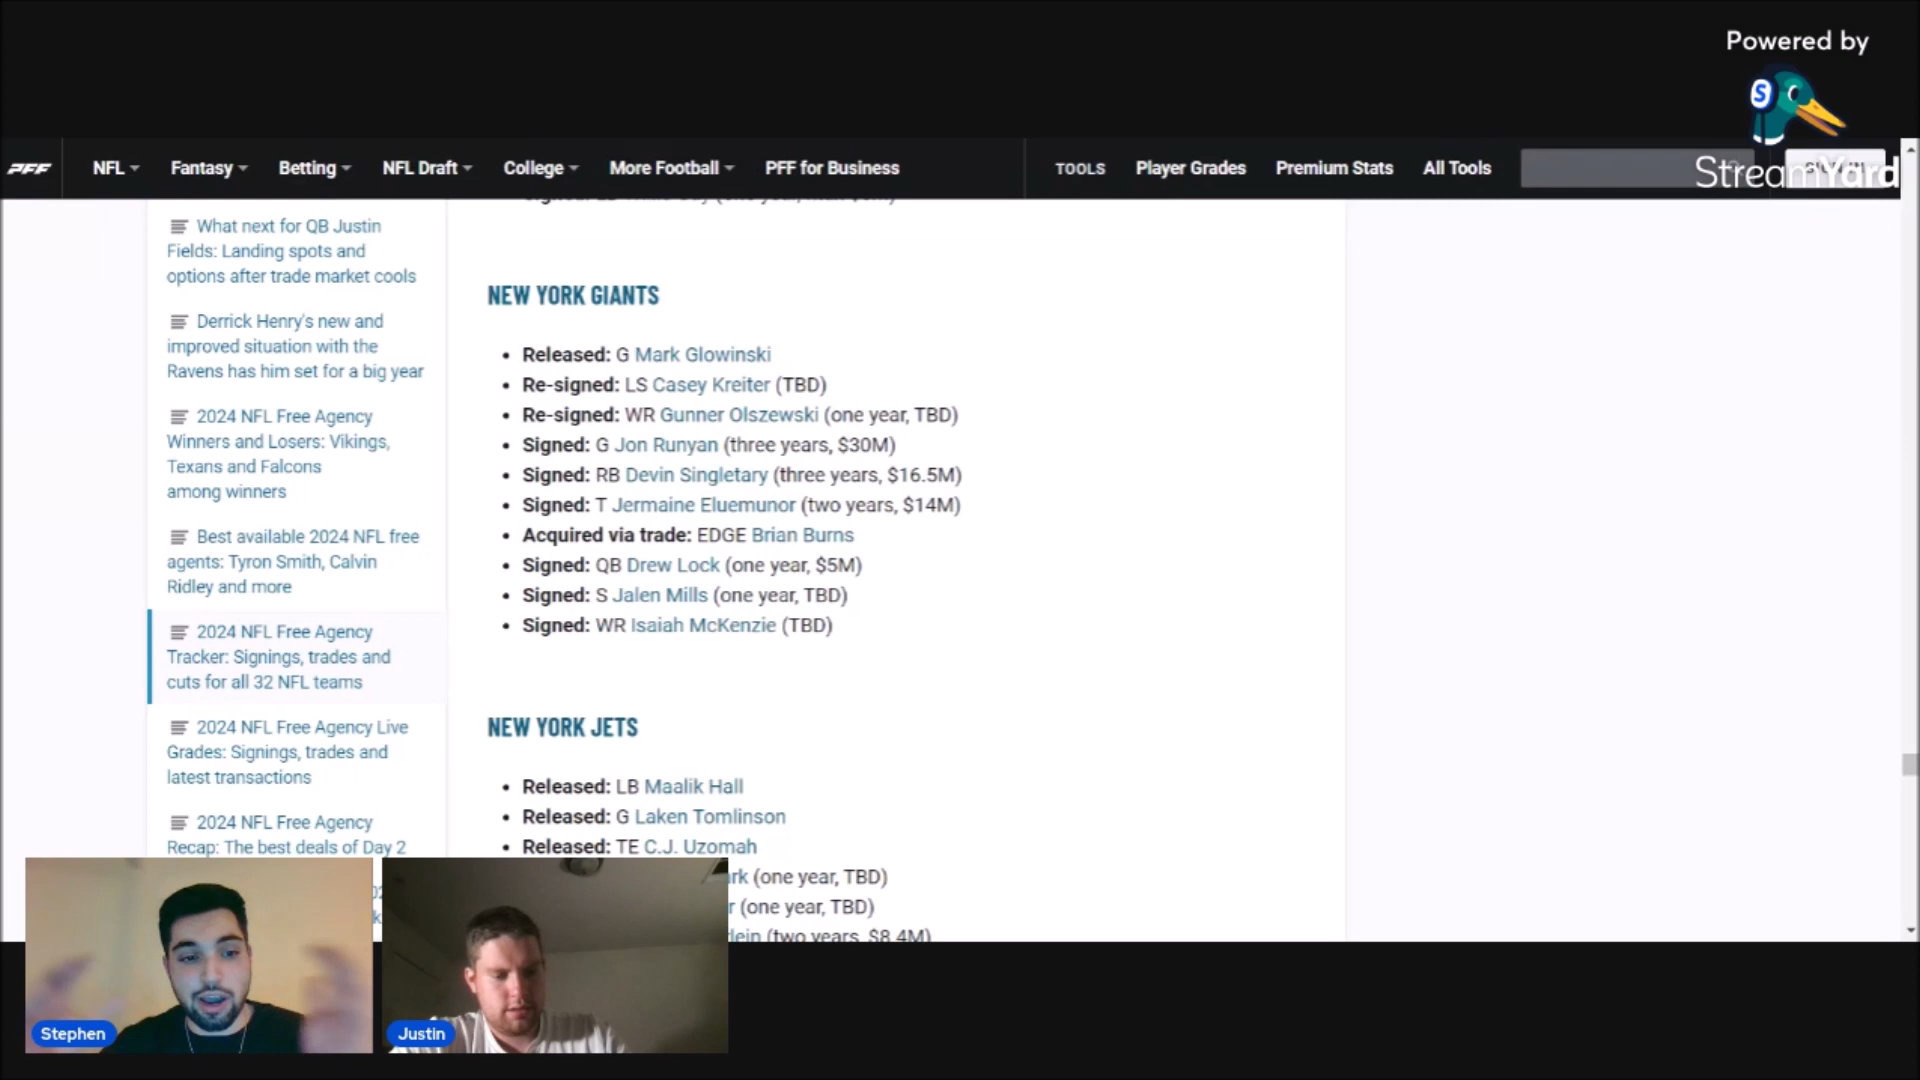 Powered by
StreamYard
PFF NFL Fantasy Betting NFL Draft College More Football PFF for Business TOOLS Player Grades Premium Stats All Tools
What next for QB Justin
Fields: Landing spots and
options after trade market cools
Derrick Henry's new and
improved situation with the
Ravens has him set for a big year
2024 NFL Free Agency
Winners and Losers: Vikings,
Texans and Falcons
among winners
Best available 2024 NFL free
agents: Tyron Smith, Calvin
Ridley and more
2024 NFL Free Agency
Tracker: Signings, trades and
cuts for all 32 NFL teams
2024 NFL Free Agency Live
Grades: Signings, trades and
latest transactions
2024 NFL Free Agency
Recap: The best deals of Day 2
NEW YORK GIANTS
• Released: G Mark Glowinski
• Re-signed: LS Casey Kreiter (TBD)
• Re-signed: WR Gunner Olszewski (one year, TBD)
• Signed: G Jon Runyan (three years, $30M)
• Signed: RB Devin Singletary (three years, $16.5M)
• Signed: T Jermaine Eluemunor (two years, $14M)
• Acquired via trade: EDGE Brian Burns
• Signed: QB Drew Lock (one year, $5M)
• Signed: S Jalen Mills (one year, TBD)
• Signed: WR Isaiah McKenzie (TBD)
NEW YORK JETS
• Released: LB Maalik Hall
• Released: G Laken Tomlinson
• Released: TE C.J. Uzomah
(one year, TBD)
(one year, TBD)
(two years, $8.4M)
Stephen
Justin